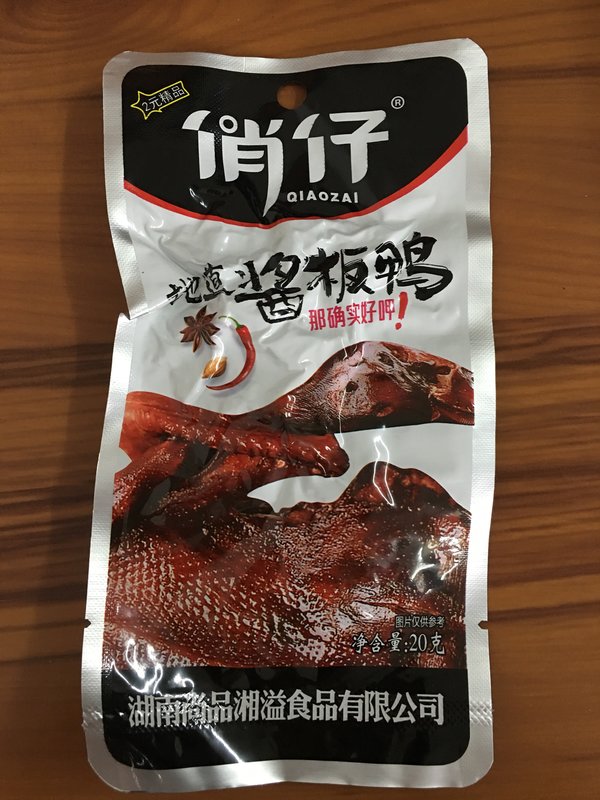 2元精品
俏仔®
QIAOZAI
地道酱板鸭
那确实好呷!
图片仅供参考
净含量:20克
湖南尚品湘溢食品有限公司